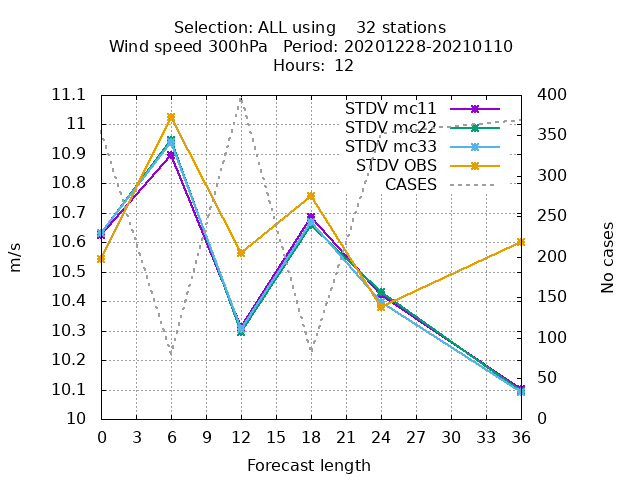 Selection: ALL using    32 stations
Wind speed 300hPa   Period: 20201228-20210110
Hours: 12
STDV mc11
STDV mc22
STDV mc33
STDV OBS
CASES
11.1
11
10.9
10.8
10.7
10.6
10.5
10.4
10.3
10.2
10.1
10
m/s
400
350
300
250
200
150
100
50
0
No cases
0 3 6 9 12 15 18 21 24 27 30 33 36
Forecast length